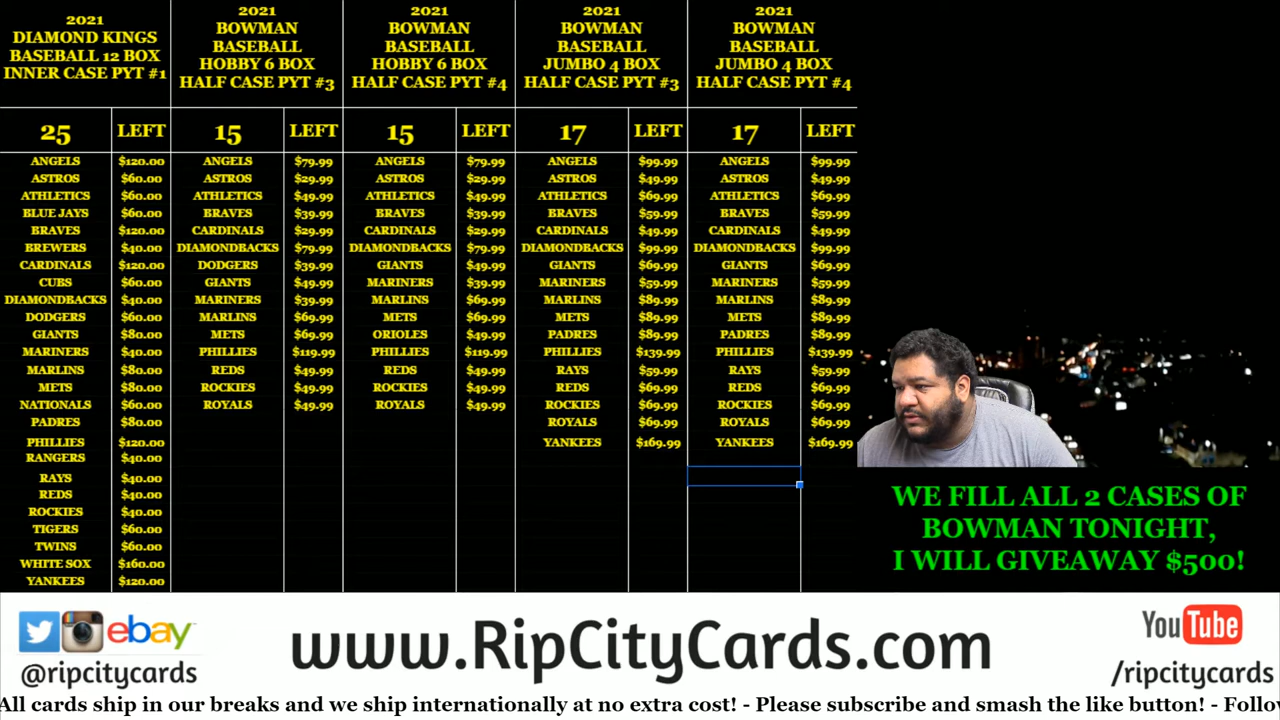 2021
DIAMOND KINGS
BASEBALL 12 BOX
INNER CASE PYT #1
25 LEFT
ANGELS $120.00
ASTROS $60.00
ATHLETICS $60.00
BLUE JAYS $60.00
BRAVES $120.00
BREWERS $40.00
CARDINALS $120.00
CUBS $60.00
DIAMONDBACKS $40.00
DODGERS $60.00
GIANTS $80.00
MARINERS $40.00
MARLINS $80.00
METS $80.00
NATIONALS $60.00
PADRES $80.00
PHILLIES $120.00
RANGERS $40.00
RAYS $40.00
REDS $40.00
ROCKIES $40.00
TIGERS $60.00
TWINS $60.00
WHITE SOX $160.00
YANKEES $120.00
2021
BOWMAN
BASEBALL
HOBBY 6 BOX
HALF CASE PYT #3
15 LEFT
ANGELS $79.99
ASTROS $29.99
ATHLETICS $49.99
BRAVES $39.99
CARDINALS $29.99
DIAMONDBACKS $79.99
DODGERS $39.99
GIANTS $49.99
MARINERS $39.99
MARLINS $69.99
METS $69.99
PHILLIES $119.99
REDS $49.99
ROCKIES $49.99
ROYALS $49.99
2021
BOWMAN
BASEBALL
HOBBY 6 BOX
HALF CASE PYT #4
15 LEFT
ANGELS $79.99
ASTROS $29.99
ATHLETICS $49.99
BRAVES $39.99
CARDINALS $29.99
DIAMONDBACKS $79.99
GIANTS $49.99
MARINERS $39.99
MARLINS $69.99
METS $69.99
ORIOLES $49.99
PHILLIES $119.99
REDS $49.99
ROCKIES $49.99
ROYALS $49.99
2021
BOWMAN
BASEBALL
JUMBO 4 BOX
HALF CASE PYT #3
17 LEFT
ANGELS $99.99
ASTROS $49.99
ATHLETICS $69.99
BRAVES $59.99
CARDINALS $49.99
DIAMONDBACKS $99.99
GIANTS $69.99
MARINERS $59.99
MARLINS $89.99
METS $89.99
PADRES $89.99
PHILLIES $139.99
RAYS $59.99
REDS $69.99
ROCKIES $69.99
ROYALS $69.99
YANKEES $169.99
2021
BOWMAN
BASEBALL
JUMBO 4 BOX
HALF CASE PYT #4
17 LEFT
ANGELS $99.99
ASTROS $49.99
ATHLETICS $69.99
BRAVES $59.99
CARDINALS $49.99
DIAMONDBACKS $99.99
GIANTS $69.99
MARINERS $59.99
MARLINS $89.99
METS $89.99
PADRES $89.99
PHILLIES $139.99
RAYS $59.99
REDS $69.99
ROCKIES $69.99
ROYALS $69.99
YANKEES $169.99
WE FILL ALL 2 CASES OF
BOWMAN TONIGHT,
I WILL GIVEAWAY $500!
ebay
@ripcitycards
www.RipCityCards.com
YouTube
/ripcitycards
All cards ship in our breaks and we ship internationally at no extra cost! - Please subscribe and smash the like button! - Follo